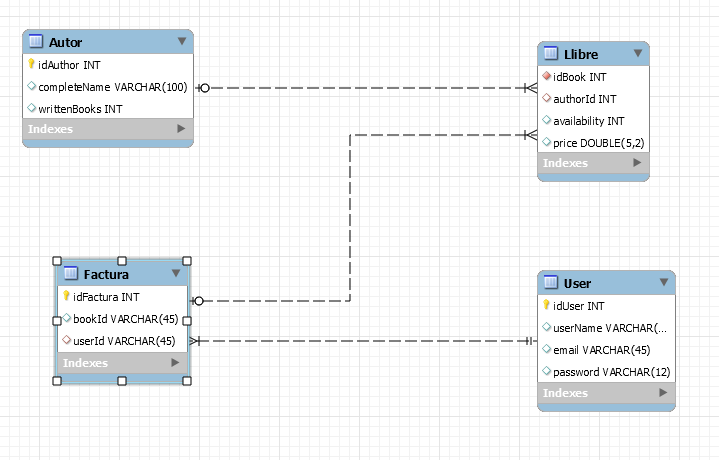 Autor
idAuthor INT
completeName VARCHAR(100)
writtenBooks INT
Indexes
Llibre
idBook INT
authorId INT
availability INT
price DOUBLE(5,2)
Indexes
Factura
idFactura INT
bookId VARCHAR(45)
userId VARCHAR(45)
Indexes
User
idUser INT
userName VARCHAR(...
email VARCHAR(45)
password VARCHAR(12)
Indexes